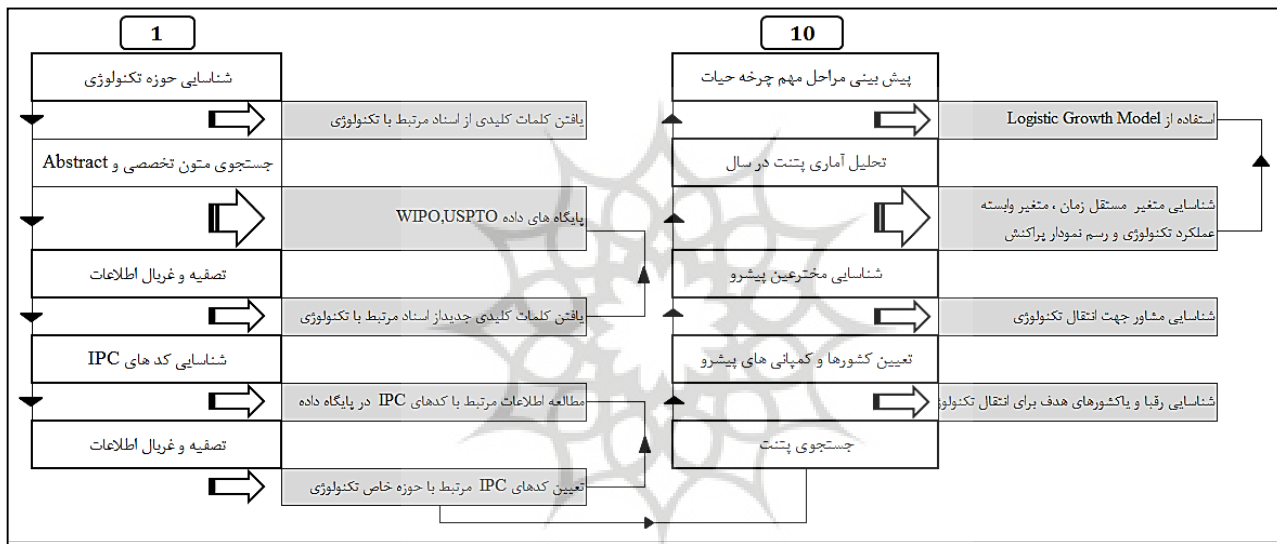 1
شناسایی حوزه تکنولوژی
یافتن کلمات کلیدی از اسناد مرتبط با تکنولوژی
جستجوی متون تخصصی و Abstract
پایگاه های داده WIPO,USPTO
تصفیه و غربال اطلاعات
یافتن کلمات کلیدی جدیداز اسناد مرتبط با تکنولوژی
شناسایی کد های IPC
مطالعه اطلاعات مرتبط با کدهای IPC در پایگاه داده
تصفیه و غربال اطلاعات
تعیین کدهای IPC مرتبط با حوزه خاص تکنولوژی
10
پیش بینی مراحل مهم چرخه حیات
استفاده از Logistic Growth Model
تحلیل آماری پتنت در سال
شناسایی متغیر مستقل زمان ، متغیر وابسته
عملکرد تکنولوژی و رسم نمودار پراکنش
شناسایی مخترعین پیشرو
شناسایی مشاور جهت انتقال تکنولوژی
تعیین کشورها و کمپانی های پیشرو
شناسایی رقبا و یاکشورهای هدف برای انتقال تکنولوژ
جستجوی پتنت